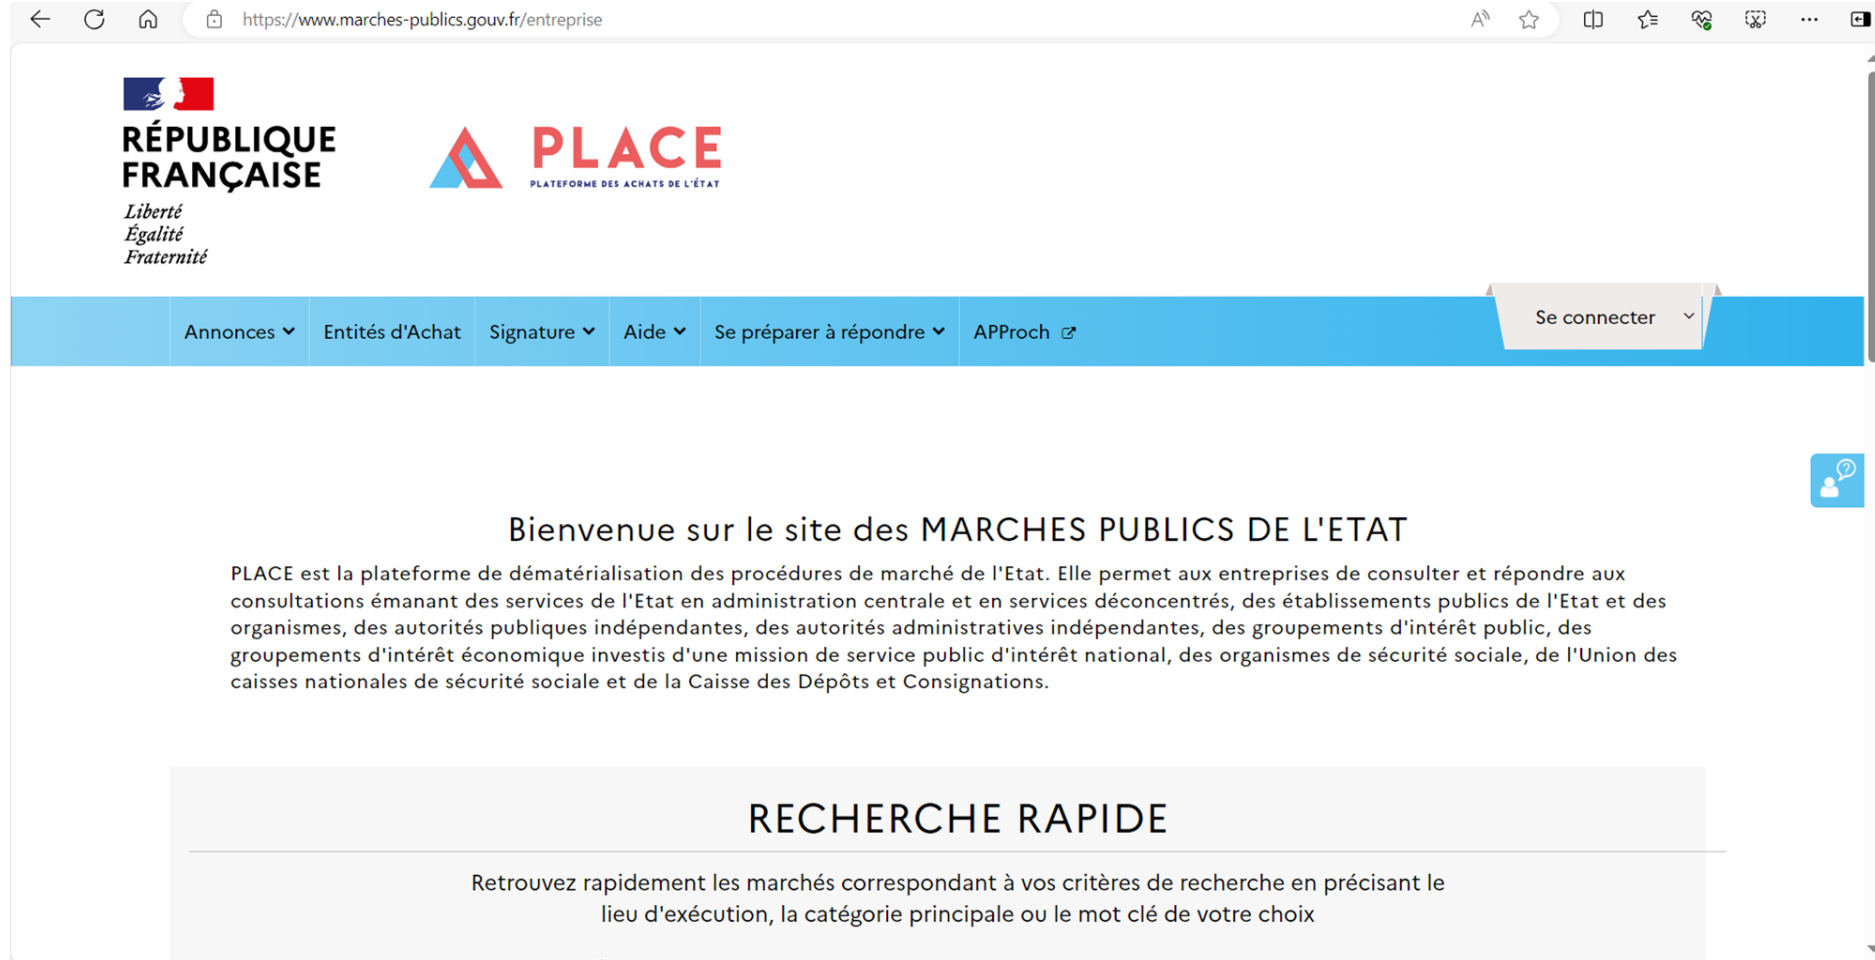 https://www.marches-publics.gouv.fr/entreprise
RÉPUBLIQUE
FRANÇAISE
Liberté
Égalité
Fraternité
PLACE
PLATEFORME DES ACHATS DE L'ÉTAT
Annonces Entités d'Achat Signature Aide Se préparer à répondre APProch Se connecter
Bienvenue sur le site des MARCHES PUBLICS DE L'ETAT
PLACE est la plateforme de dématérialisation des procédures de marché de l'Etat. Elle permet aux entreprises de consulter et répondre aux
consultations émanant des services de l'Etat en administration centrale et en services déconcentrés, des établissements publics de l'Etat et des
organismes, des autorités publiques indépendantes, des autorités administratives indépendantes, des groupements d'intérêt public, des
groupements d'intérêt économique investis d'une mission de service public d'intérêt national, des organismes de sécurité sociale, de l'Union des
caisses nationales de sécurité sociale et de la Caisse des Dépôts et Consignations.
RECHERCHE RAPIDE
Retrouvez rapidement les marchés correspondant à vos critères de recherche en précisant le
lieu d'exécution, la catégorie principale ou le mot clé de votre choix